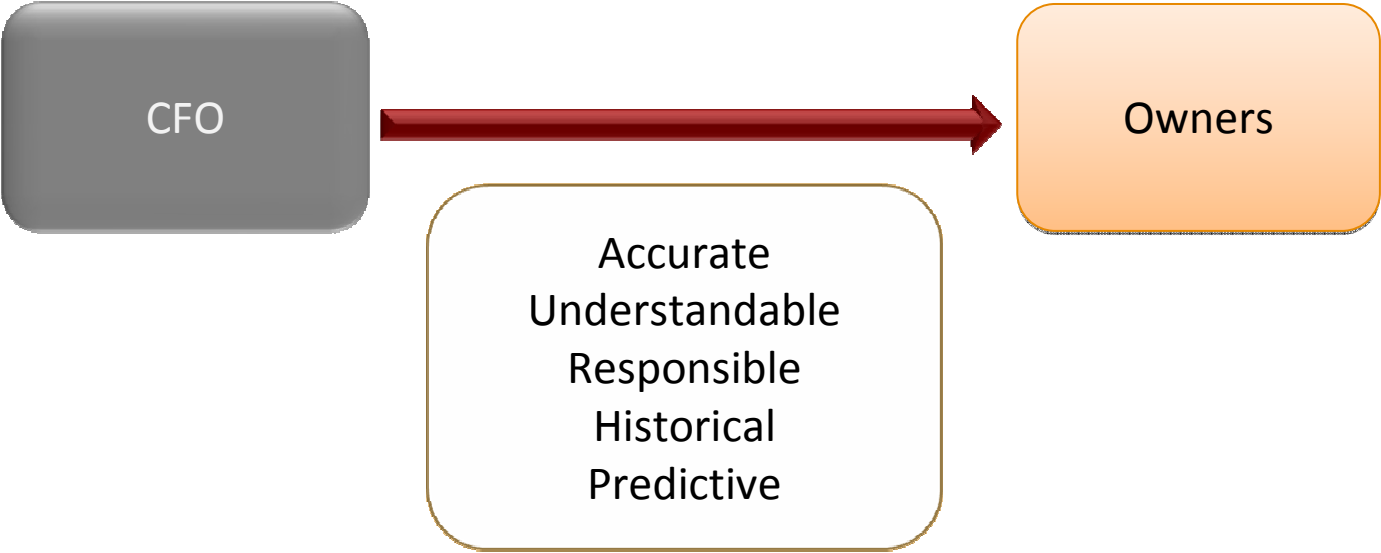 CFO
Owners
Accurate
Understandable
Responsible
Historical
Predictive